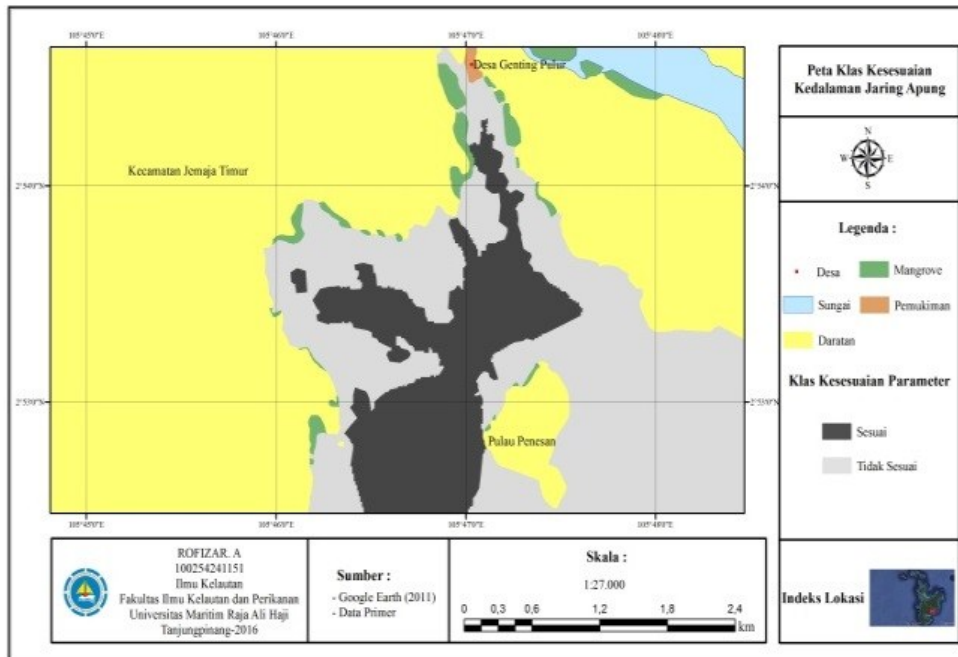 105°45'0"E 105°46'0"E 105°47'0"E 105°48'0"E
Desa Genting Pulur
Kecamatan Jemaja Timur
2°54'0"N 2°54'0"N
2°53'0"N 2°53'0"N
Pulau Penesan
105°45'0"E 105°46'0"E 105°47'0"E 105°48'0"E
Peta Klas Kesesuaian
Kedalaman Jaring Apung
N
W E
S
Legenda :
Desa Mangrove
Sungai Pemukiman
Daratan
Klas Kesesuaian Parameter
Sesuai
Tidak Sesuai
ROFIZAR. A
100254241151
Ilmu Kelautan
Fakultas Ilmu Kelautan dan Perikanan
Universitas Maritim Raja Ali Haji
Tanjungpinang-2016
Sumber :
- Google Earth (2011)
- Data Primer
Skala :
1:27.000
0 0,3 0,6 1,2 1,8 2,4
km
Indeks Lokasi